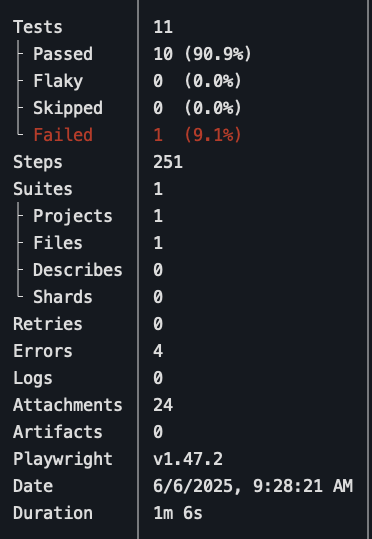 Tests 11
├ Passed 10 (90.9%)
├ Flaky 0 (0.0%)
├ Skipped 0 (0.0%)
└ Failed 1 (9.1%)
Steps 251
Suites 1
├ Projects 1
├ Files 1
├ Describes 0
└ Shards 0
Retries 0
Errors 4
Logs 0
Attachments 24
Artifacts 0
Playwright v1.47.2
Date 6/6/2025, 9:28:21 AM
Duration 1m 6s